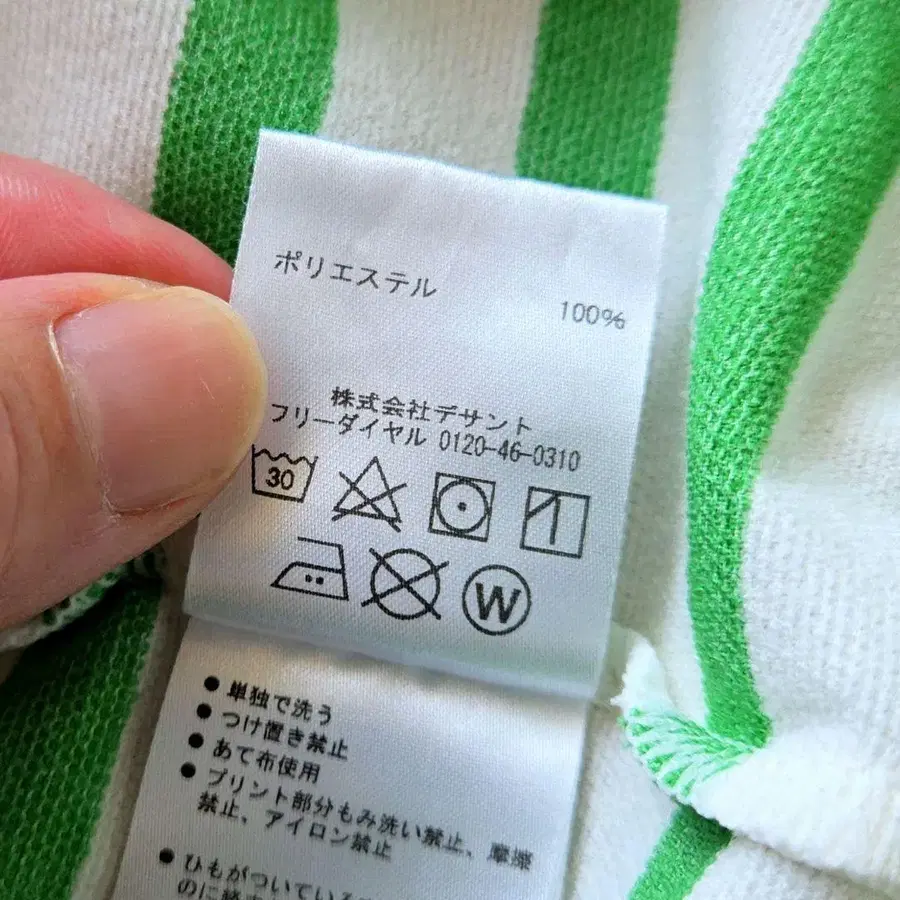 ポリエステル 100%
株式会社デサント
フリーダイヤル 0120-46-0310
30
W
● 単独で洗う
● つけ置き禁止
● あて布使用
● プリント部分もみ洗い禁止、摩擦
禁止、アイロン禁止
● ひもがついている
のに